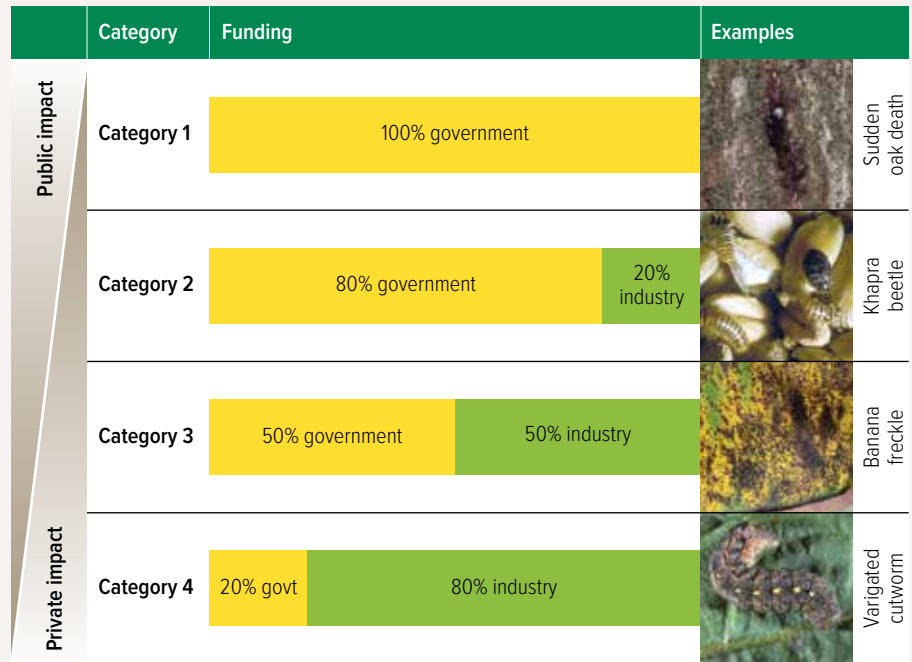 Category
Funding
Examples
Public impact
Category 1
100% government
Sudden
oak death
Category 2
80% government
20%
industry
Khapra
beetle
Category 3
50% government
50% industry
Banana
freckle
Private impact
Category 4
20% govt
80% industry
Varigated
cutworm